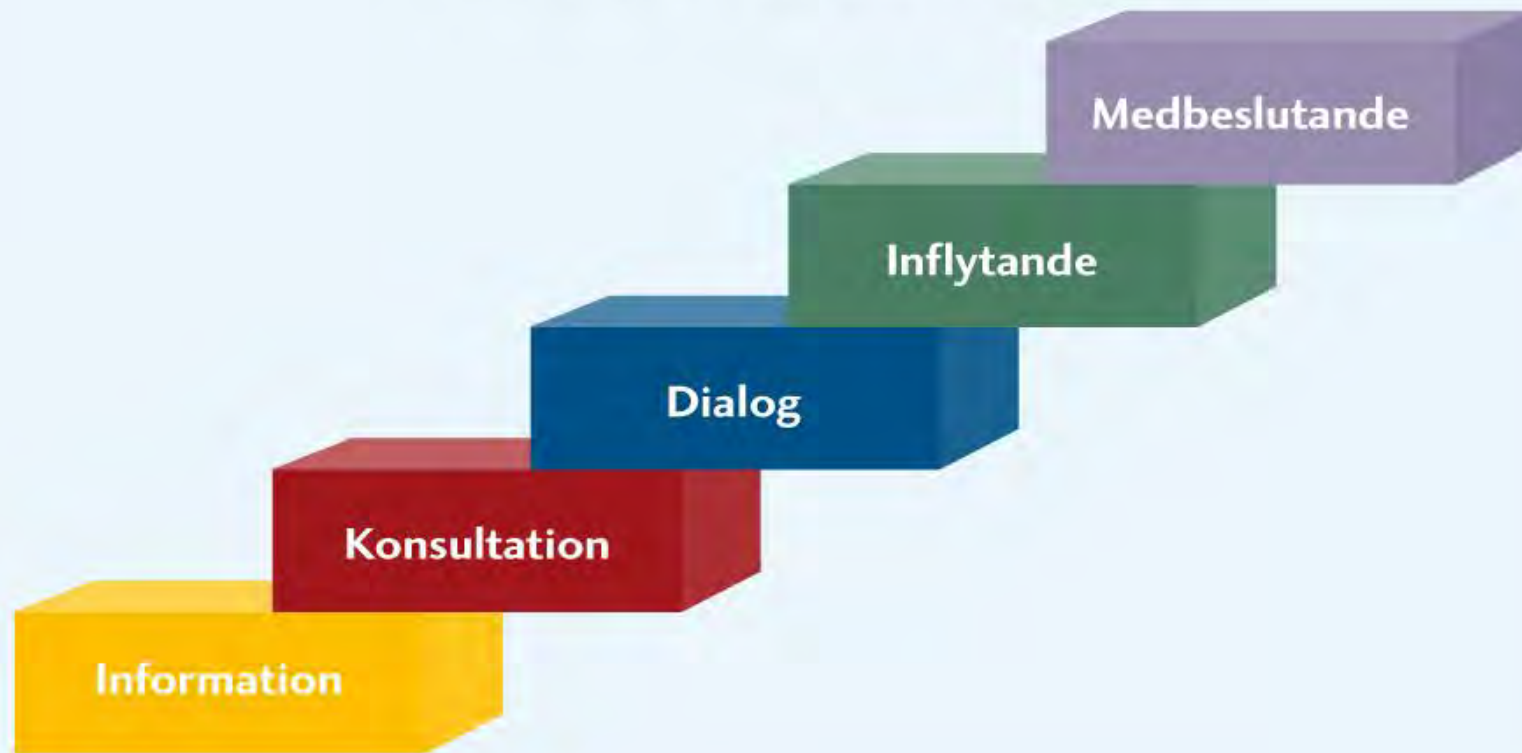 Medbeslutande
Inflytande
Dialog
Konsultation
Information